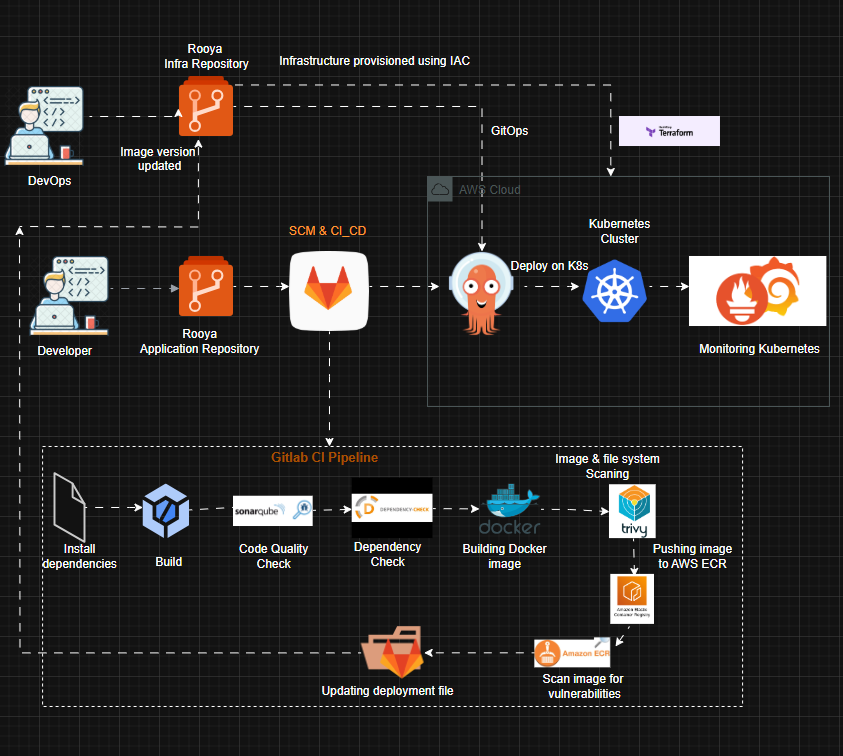 Rooya
Infra Repository
Infrastructure provisioned using IAC
GitOps
Terraform
DevOps
Image version
updated
AWS Cloud
SCM & CI_CD
Kubernetes
Cluster
Deploy on K8s
Developer
Rooya
Application Repository
Monitoring Kubernetes
Gitlab CI Pipeline
Image & file system
Scaning
sonarqube
DEPENDENCY-CHECK
docker
trivy
Install
dependencies
Build
Code Quality
Check
Dependency
Check
Building Docker
image
Pushing image
to AWS ECR
Amazon Elastic
Container Registry
Amazon ECR
Updating deployment file
Scan image for
vulnerabilities